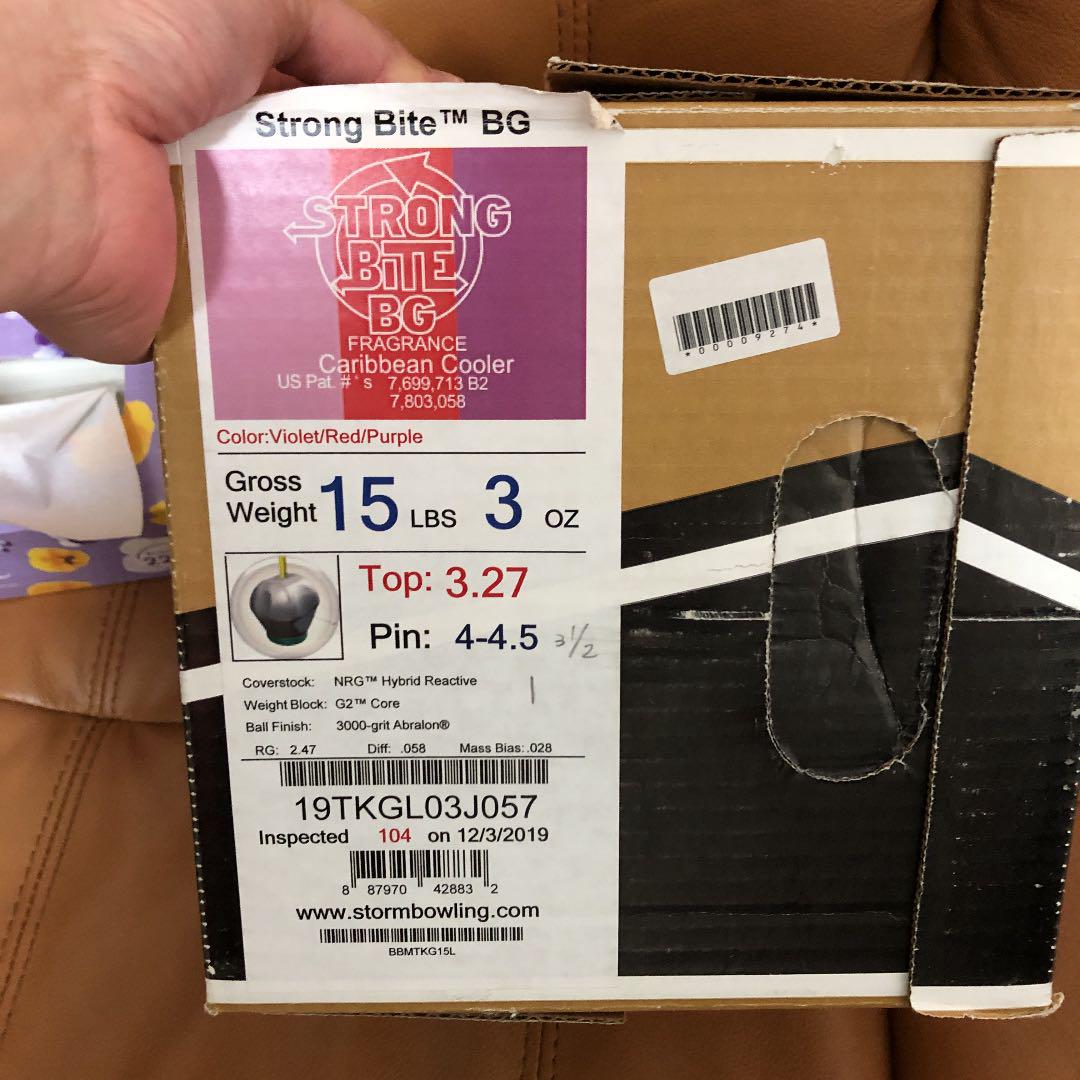 Strong Bite™ BG
STRONG
BITE
BG
FRAGRANCE
Caribbean Cooler
US Pat. #'s 7,699,713 B2
7,803,058
Color:Violet/Red/Purple
Gross
Weight 15 LBS 3 OZ
Top: 3.27
Pin: 4-4.5 3 1/2
Coverstock: NRG™ Hybrid Reactive
Weight Block: G2™ Core
1
Ball Finish: 3000-grit Abralon®
RG: 2.47 Diff: .058 Mass Bias:.028
19TKGL03J057
Inspected 104 on 12/3/2019
8 87970 42883 2
www.stormbowling.com
BBMTKG15L
*00009274*